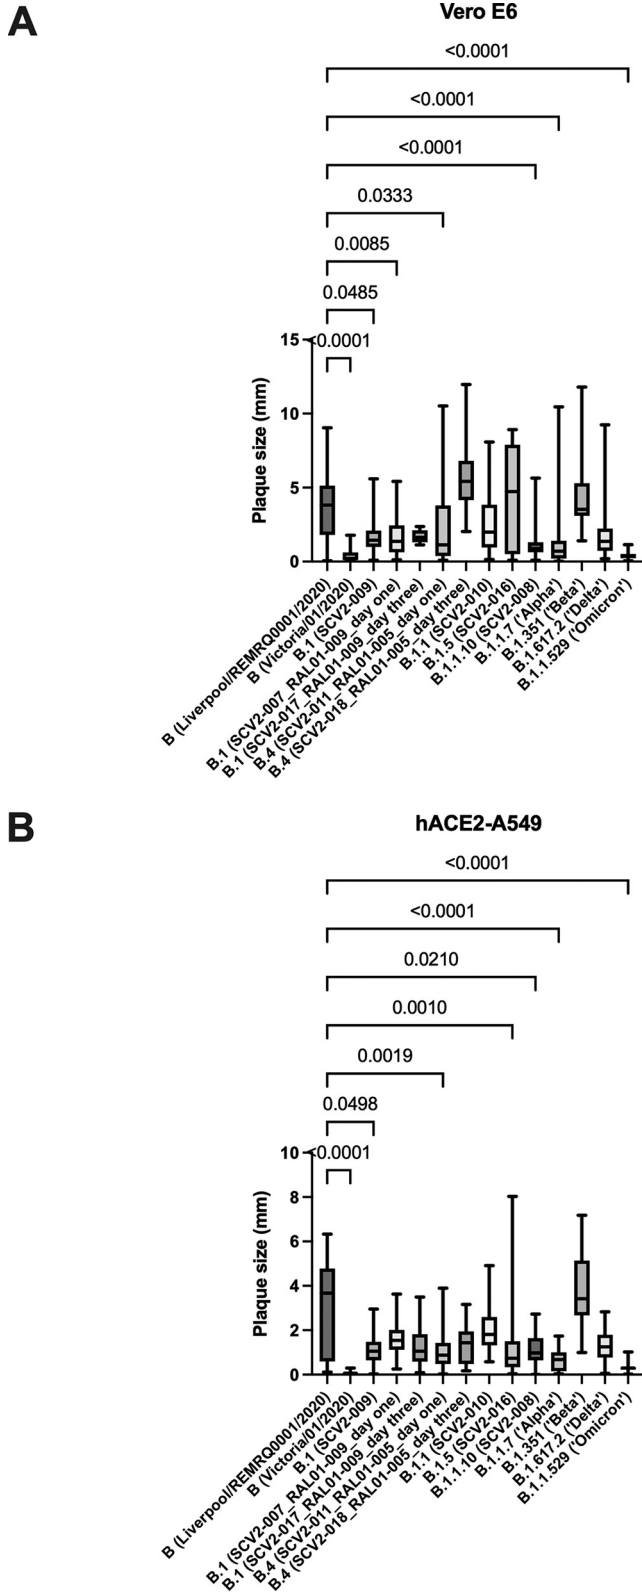 A
Vero E6
<0.0001
<0.0001
<0.0001
0.0333
0.0085
0.0485
<0.0001
15
10
5
0
Plaque size (mm)
B (Liverpool/REMRQ0001/2020)
B (Victoria/01/2020)
B.1 (SCV2-009)
B.1 (SCV2-007_RAL01-009_day one)
B.1 (SCV2-017_RAL01-009_day three)
B.4 (SCV2-011_RAL01-005_day one)
B.4 (SCV2-018_RAL01-005_day three)
B.1.1 (SCV2-010)
B.1.5 (SCV2-016)
B.1.1.10 (SCV2-008)
B.1.1.7 ('Alpha')
B.1.351 ('Beta')
B.1.617.2 ('Delta')
B.1.1.529 ('Omicron')
B
hACE2-A549
<0.0001
<0.0001
0.0210
0.0010
0.0019
0.0498
<0.0001
10
8
6
4
2
0
Plaque size (mm)
B (Liverpool/REMRQ0001/2020)
B (Victoria/01/2020)
B.1 (SCV2-009)
B.1 (SCV2-007_RAL01-009_day one)
B.1 (SCV2-017_RAL01-009_day three)
B.4 (SCV2-011_RAL01-005_day one)
B.4 (SCV2-018_RAL01-005_day three)
B.1.1 (SCV2-010)
B.1.5 (SCV2-016)
B.1.1.10 (SCV2-008)
B.1.1.7 ('Alpha')
B.1.351 ('Beta')
B.1.617.2 ('Delta')
B.1.1.529 ('Omicron')